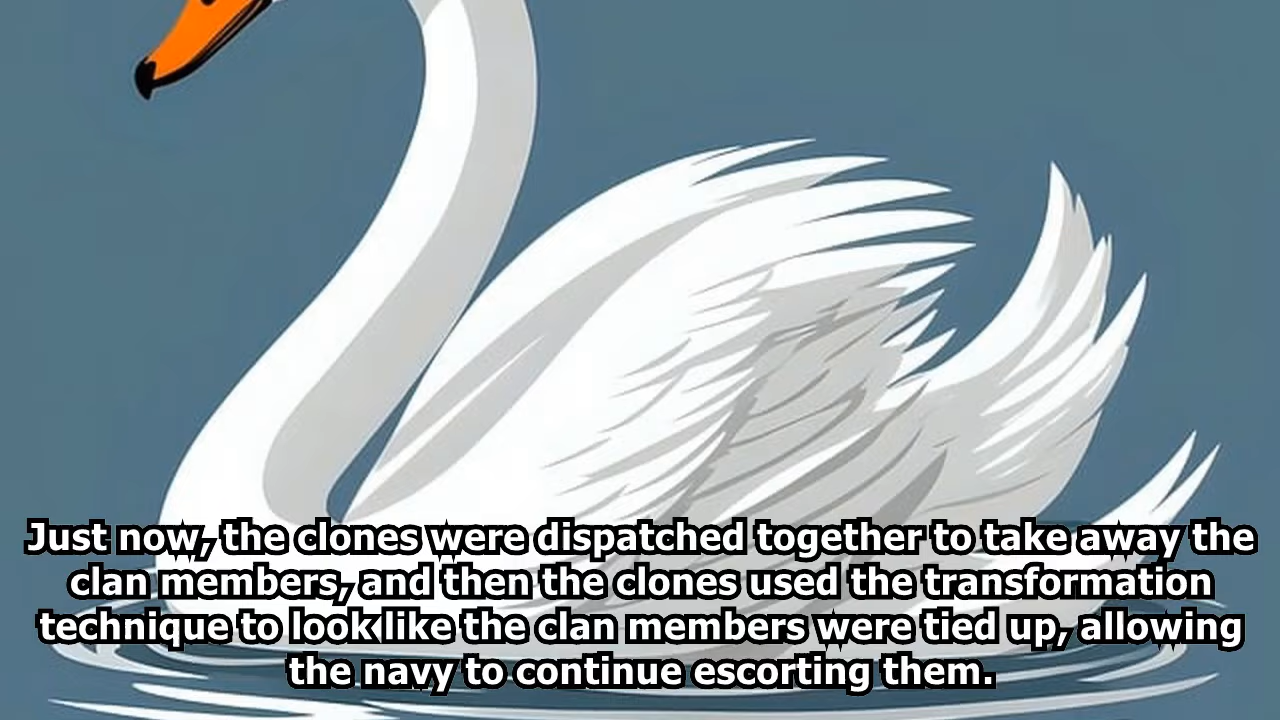 Just now, the clones were dispatched together to take away the
clan members, and then the clones used the transformation
technique to look like the clan members were tied up, allowing
the navy to continue escorting them.